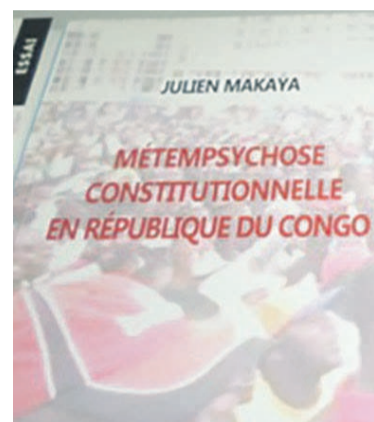 ESSAI
JULIEN MAKAYA
MÉTEMPSYCHOSE
CONSTITUTIONNELLE
EN RÉPUBLIQUE DU CONGO